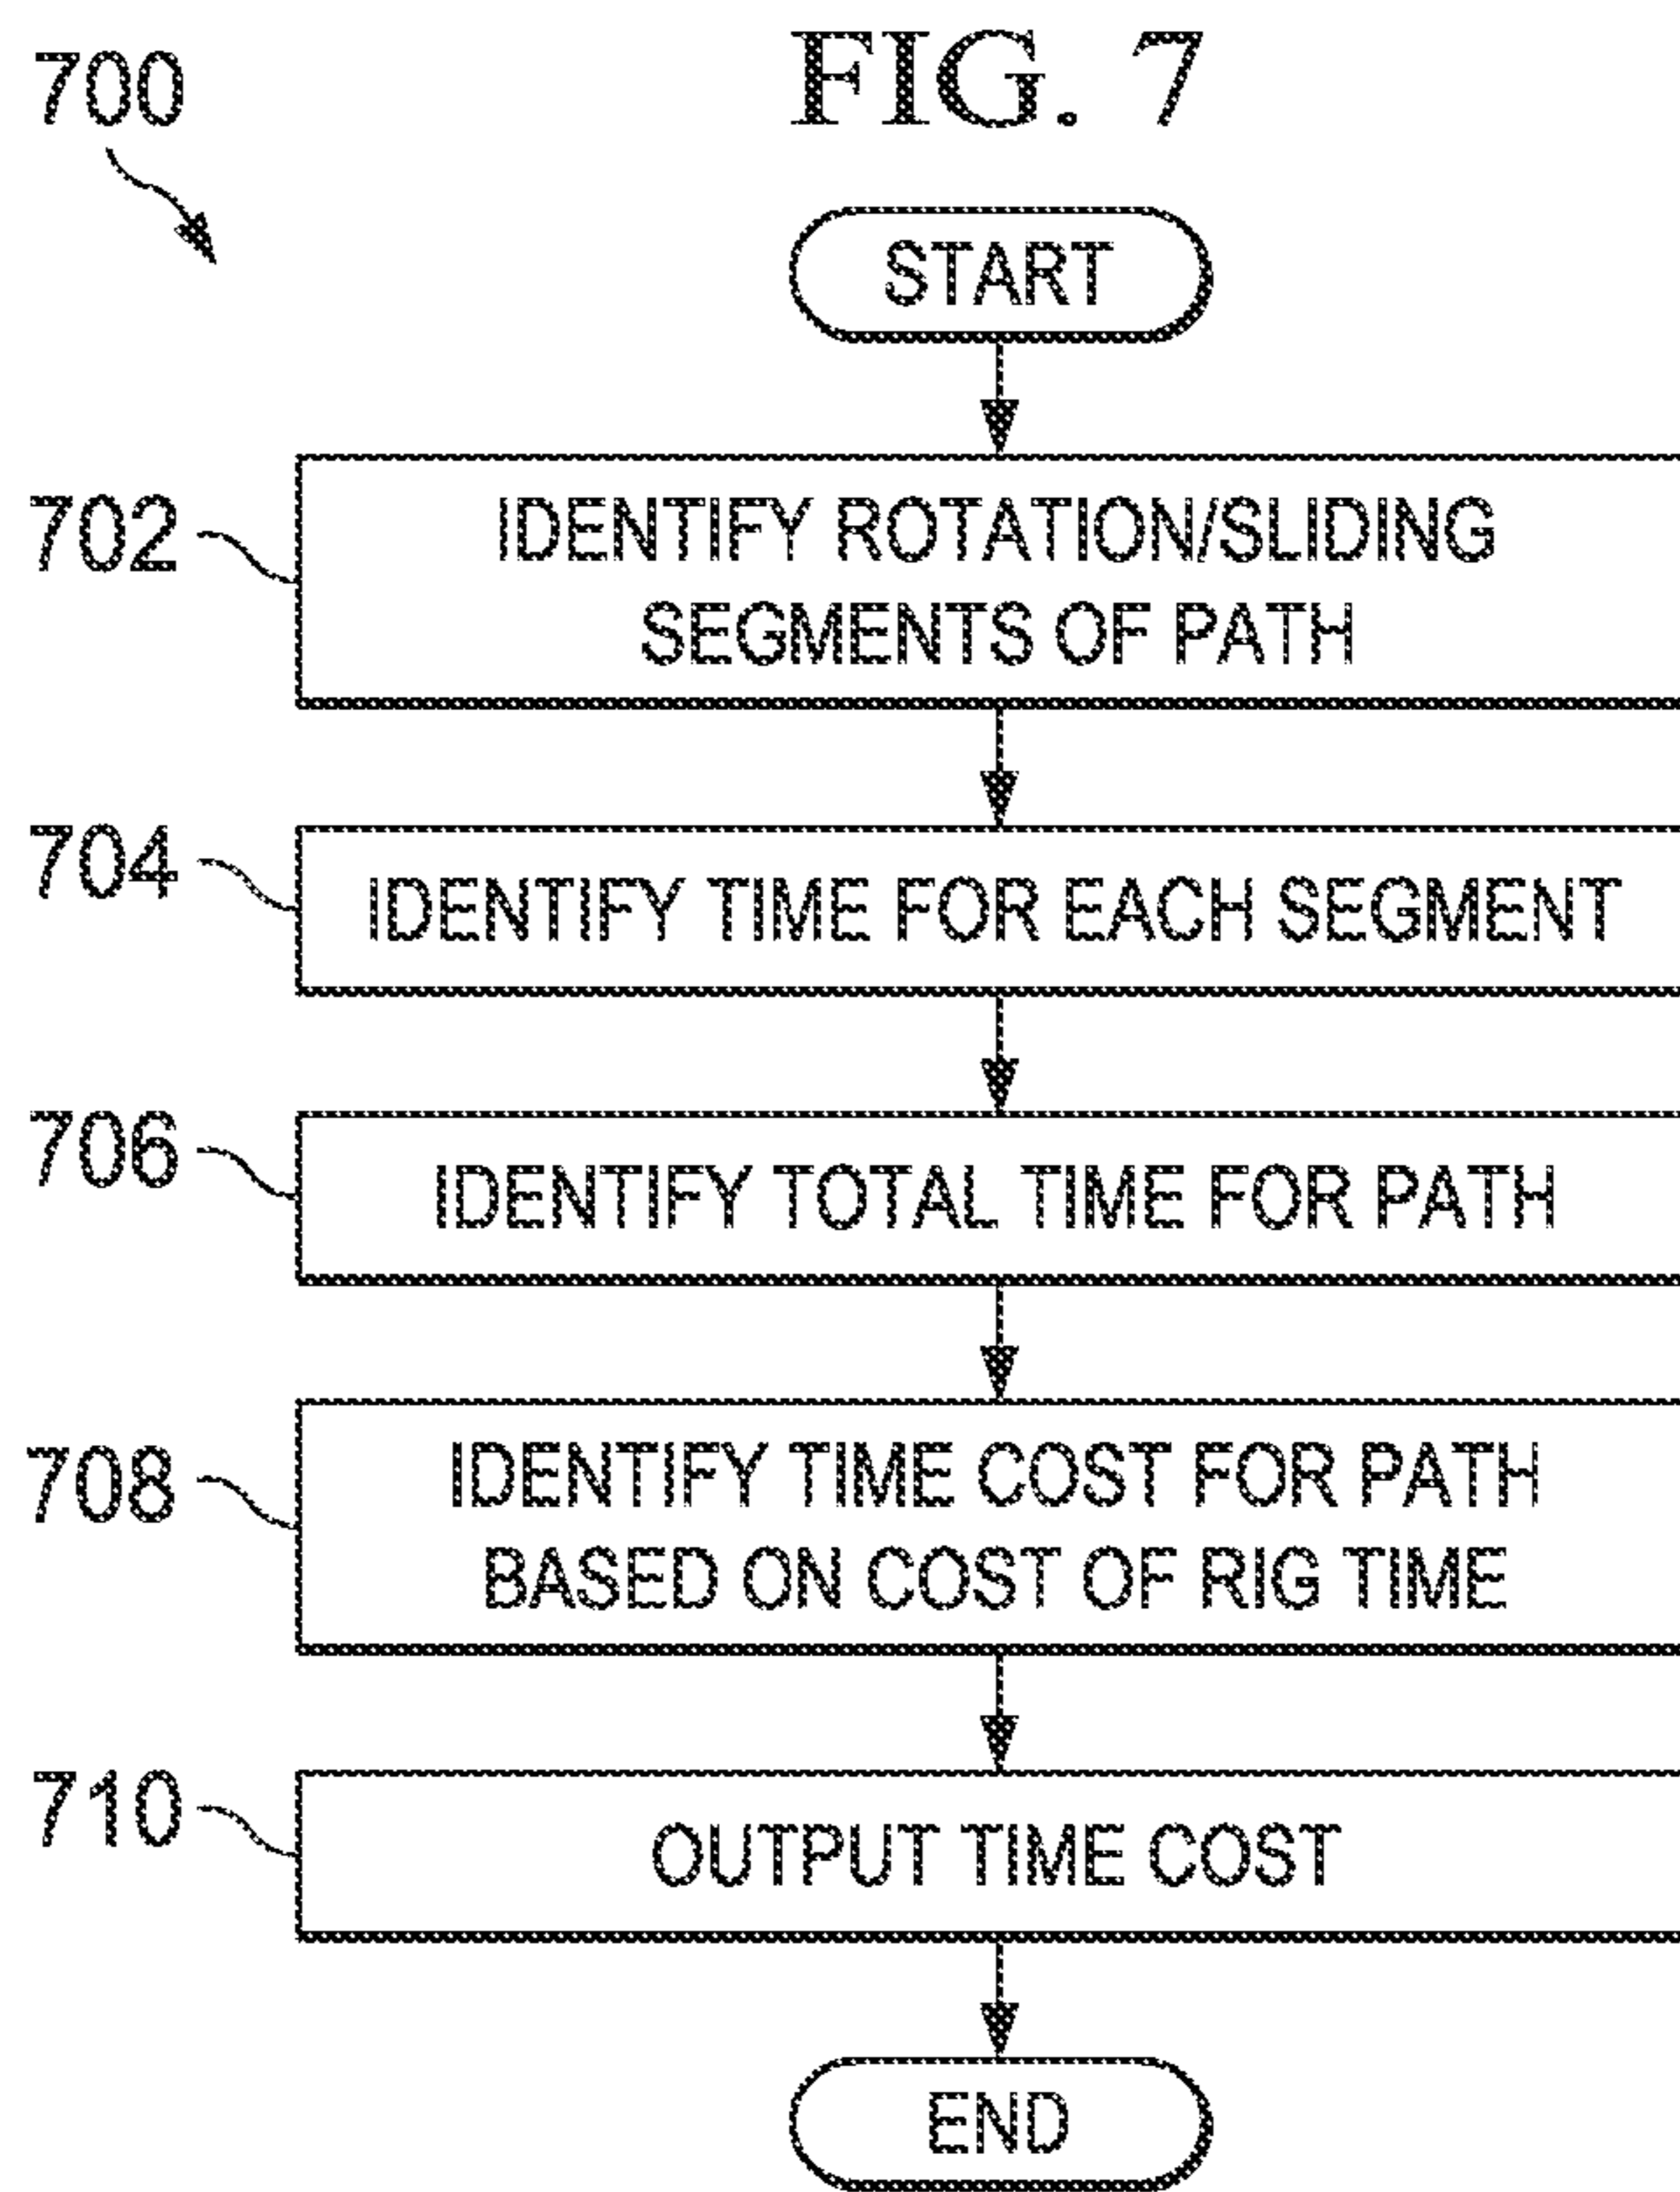 700
FIG. 7
START
702
IDENTIFY ROTATION/SLIDING
SEGMENTS OF PATH
704
IDENTIFY TIME FOR EACH SEGMENT
706
IDENTIFY TOTAL TIME FOR PATH
708
IDENTIFY TIME COST FOR PATH
BASED ON COST OF RIG TIME
710
OUTPUT TIME COST
END